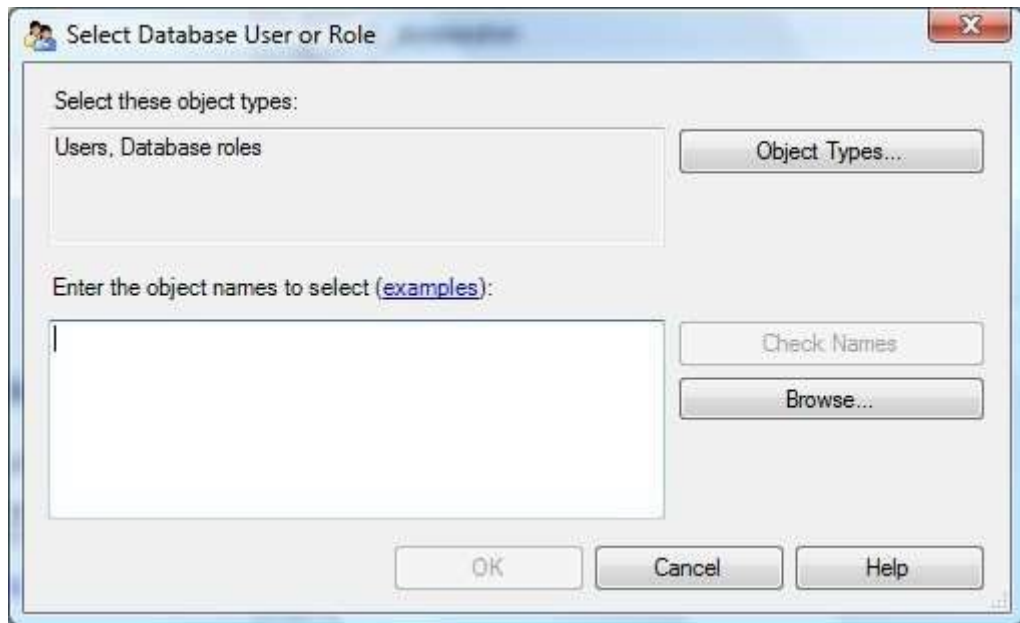 Select Database User or Role
Select these object types:
Users, Database roles
Object Types...
Enter the object names to select (examples):
Check Names
Browse...
OK
Cancel
Help